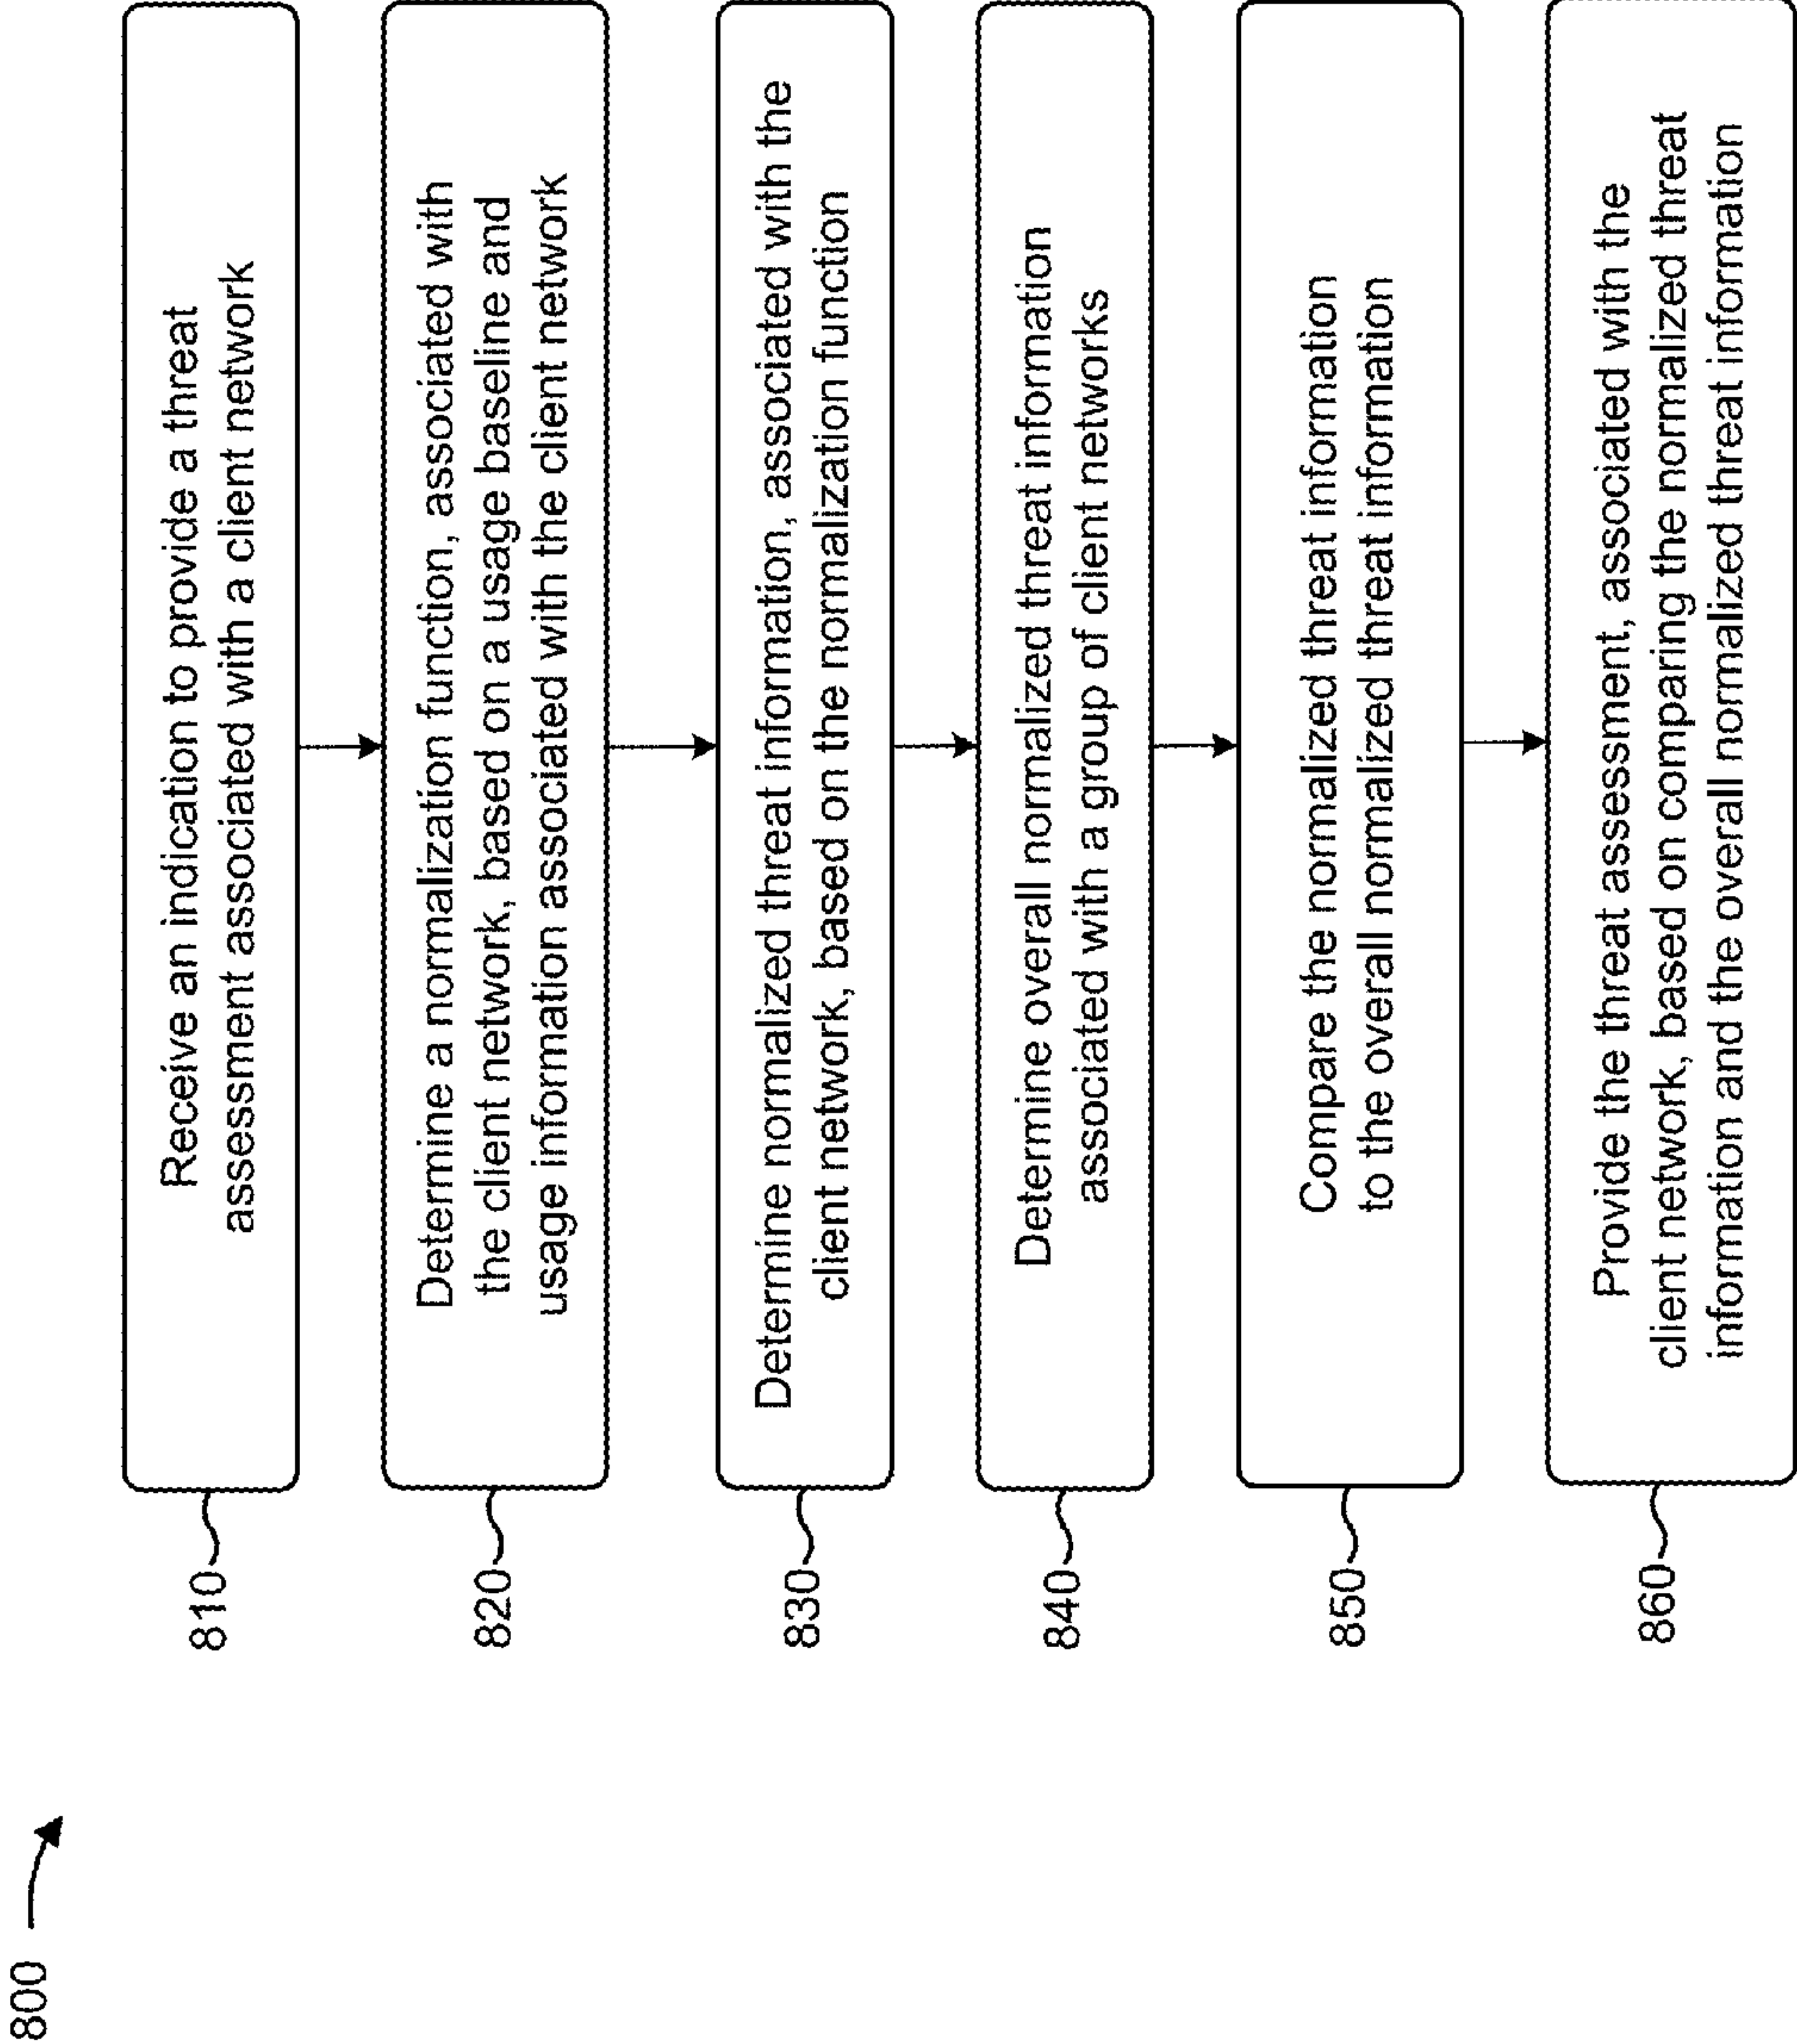 800
810
Receive an indication to provide a threat
assessment associated with a client network
820
Determine a normalization function, associated with
the client network, based on a usage baseline and
usage information associated with the client network
830
Determine normalized threat information, associated with the
client network, based on the normalization function
840
Determine overall normalized threat information
associated with a group of client networks
850
Compare the normalized threat information
to the overall normalized threat information
860
Provide the threat assessment, associated with the
client network, based on comparing the normalized threat
information and the overall normalized threat information